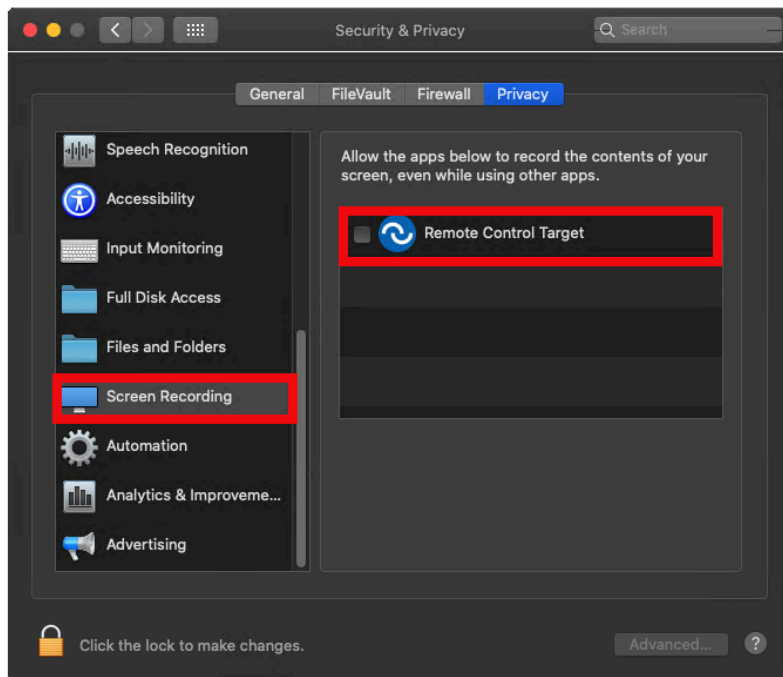 Security & Privacy
Search
General FileVault Firewall Privacy
Speech Recognition
Accessibility
Input Monitoring
Full Disk Access
Files and Folders
Screen Recording
Automation
Analytics & Improveme...
Advertising
Allow the apps below to record the contents of your
screen, even while using other apps.
Remote Control Target
Click the lock to make changes.
Advanced...
?